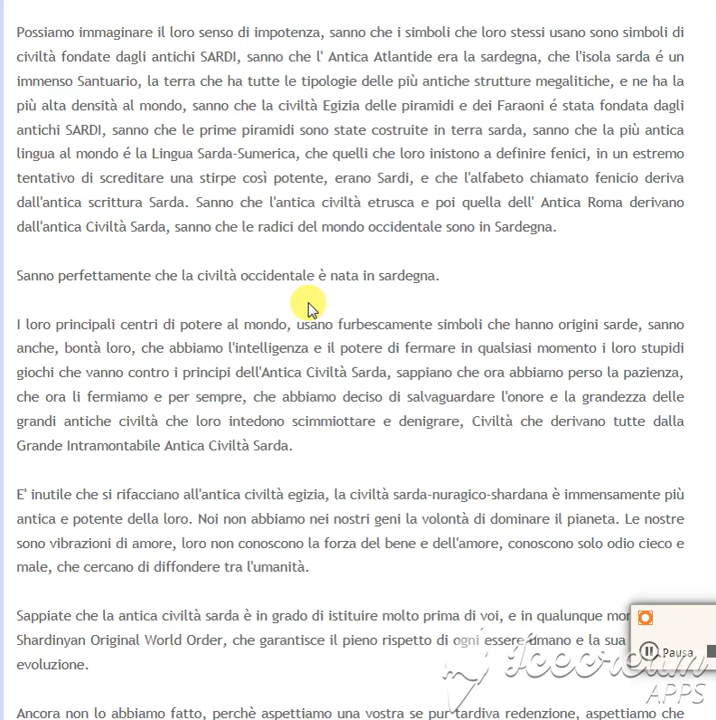 Possiamo immaginare il loro senso di impotenza, sanno che i simboli che loro stessi usano sono simboli di
civiltà fondate dagli antichi SARDI, sanno che l' Antica Atlantide era la sardegna, che l'isola sarda é un
immenso Santuario, la terra che ha tutte le tipologie delle più antiche strutture megalitiche, e ne ha la
più alta densità al mondo, sanno che la civiltà Egizia delle piramidi e dei Faraoni é stata fondata dagli
antichi SARDI, sanno che le prime piramidi sono state costruite in terra sarda, sanno che la più antica
lingua al mondo é la Lingua Sarda-Sumerica, che quelli che loro inistono a definire fenici, in un estremo
tentativo di screditare una stirpe così potente, erano Sardi, e che l'alfabeto chiamato fenicio deriva
dall'antica scrittura Sarda. Sanno che l'antica civiltà etrusca e poi quella dell' Antica Roma derivano
dall'antica Civiltà Sarda, sanno che le radici del mondo occidentale sono in Sardegna.
Sanno perfettamente che la civiltà occidentale è nata in sardegna.
I loro principali centri di potere al mondo, usano furbescamente simboli che hanno origini sarde, sanno
anche, bontà loro, che abbiamo l'intelligenza e il potere di fermare in qualsiasi momento i loro stupidi
giochi che vanno contro i principi dell'Antica Civiltà Sarda, sappiano che ora abbiamo perso la pazienza,
che ora li fermiamo e per sempre, che abbiamo deciso di salvaguardare l'onore e la grandezza delle
grandi antiche civiltà che loro intedono scimmiottare e denigrare, Civiltà che derivano tutte dalla
Grande Intramontabile Antica Civiltà Sarda.
E' inutile che si rifacciano all'antica civiltà egizia, la civiltà sarda-nuragico-shardana è immensamente più
antica e potente della loro. Noi non abbiamo nei nostri geni la volontà di dominare il pianeta. Le nostre
sono vibrazioni di amore, loro non conoscono la forza del bene e dell'amore, conoscono solo odio cieco e
male, che cercano di diffondere tra l'umanità.
Sappiate che la antica civiltà sarda è in grado di istituire molto prima di voi, e in qualunque
Shardinyan Original World Order, che garantisce il pieno rispetto di ogni essere umano e la sua
evoluzione.
Pausa
Icecream
APPS
Ancora non lo abbiamo fatto, perchè aspettiamo una vostra se pur tardiva redenzione, aspettiamo che